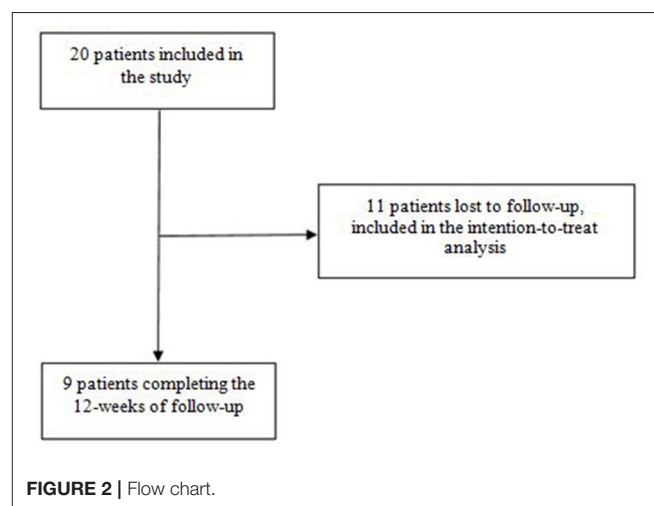 20 patients included in
the study
11 patients lost to follow-up,
included in the intention-to-treat
analysis
9 patients completing the
12-weeks of follow-up
FIGURE 2 | Flow chart.